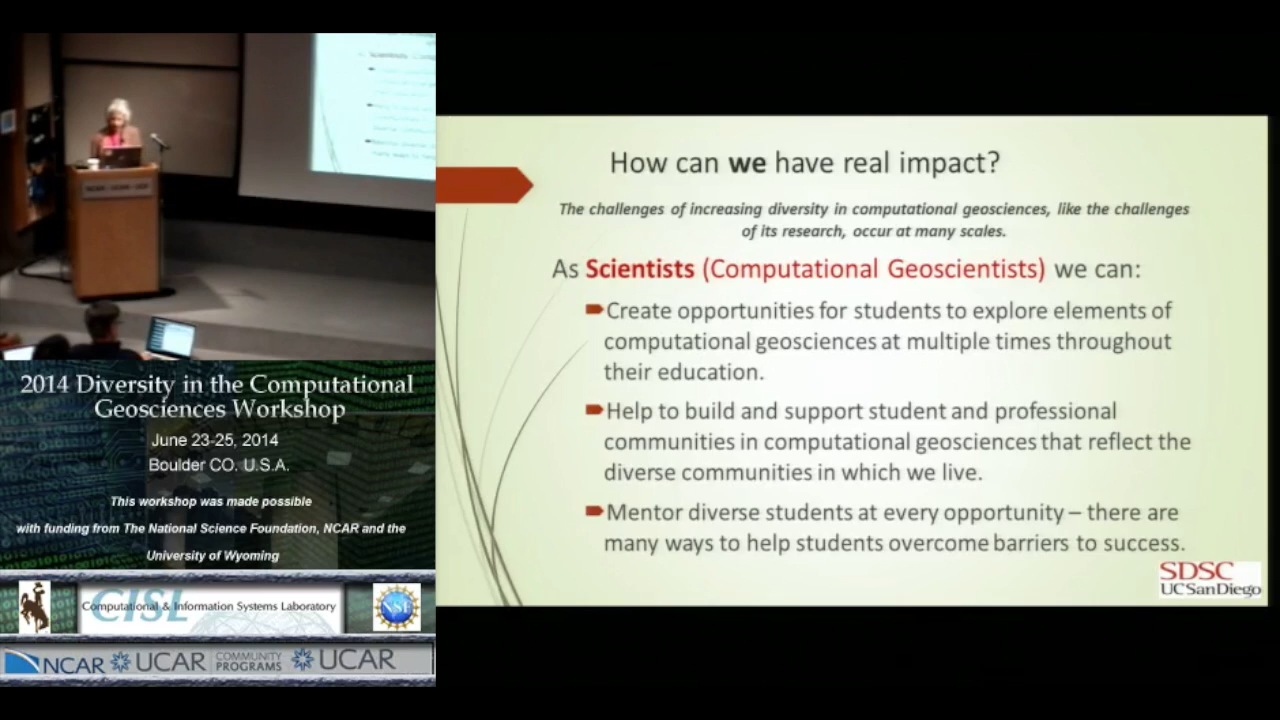 How can we have real impact?
The challenges of increasing diversity in computational geosciences, like the challenges
of its research, occur at many scales.
As Scientists (Computational Geoscientists) we can:
Create opportunities for students to explore elements of
computational geosciences at multiple times throughout
their education.
Help to build and support student and professional
communities in computational geosciences that reflect the
diverse communities in which we live.
Mentor diverse students at every opportunity – there are
many ways to help students overcome barriers to success.
SDSC
UC San Diego
2014 Diversity in the Computational
Geosciences Workshop
June 23-25, 2014
Boulder CO. U.S.A.
This workshop was made possible
with funding from The National Science Foundation, NCAR and the
University of Wyoming
CISL
Computational & Information Systems Laboratory
NSF
NCAR UCAR COMMUNITY PROGRAMS UCAR